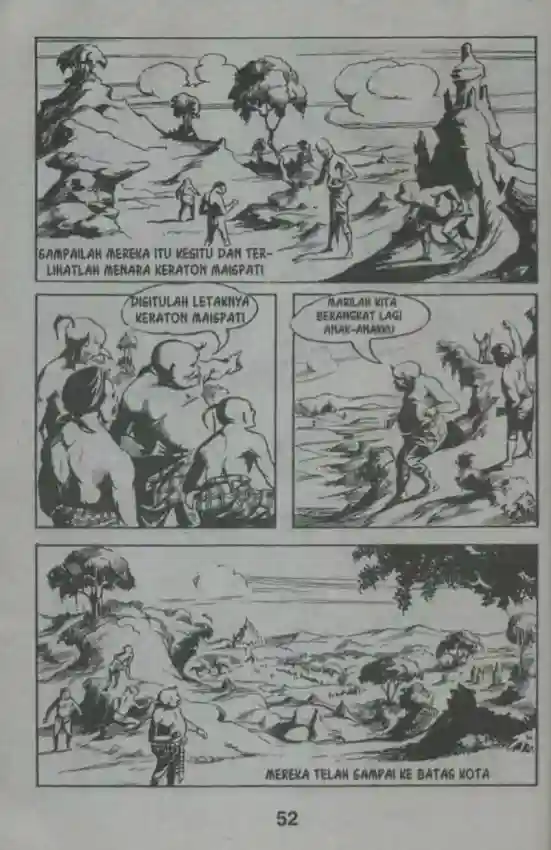 SAMPAILAH MEREKA ITU KESITU DAN TER-
LIHATLAH MENARA KERATON MAISPATI
DISITULAH LETAKNYA
KERATON MAISPATI
MARILAH KITA
BERANGKAT LAGI
ANAK-ANAKKU
MEREKA TELAH SAMPAI KE BATAS KOTA
52